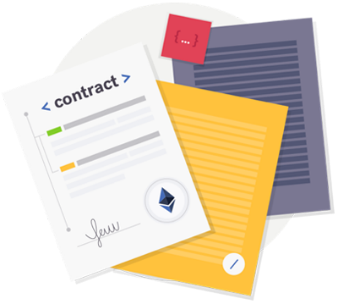 {...}
< contract >